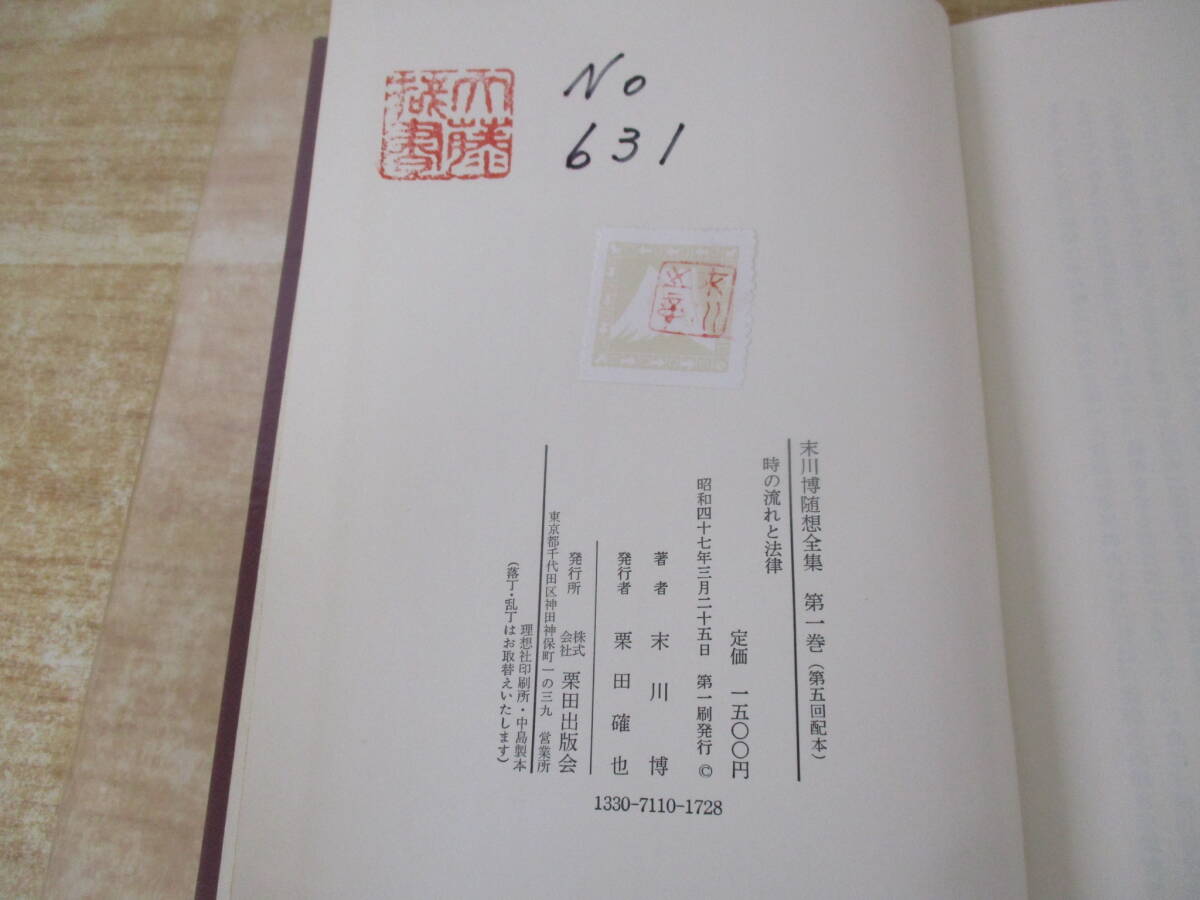 No
631
末川
末川博随想全集 第一巻（第五回配本）
時の流れと法律
定価 一五〇〇円
昭和四十七年三月二十五日 第一刷発行 ©
著者 末川博
発行者 栗田確也
発行所 株式会社 栗田出版会
東京都千代田区神田神保町一の三九 営業所
理想社印刷所・中島製本
（落丁・乱丁はお取替えいたします）
1330-7110-1728